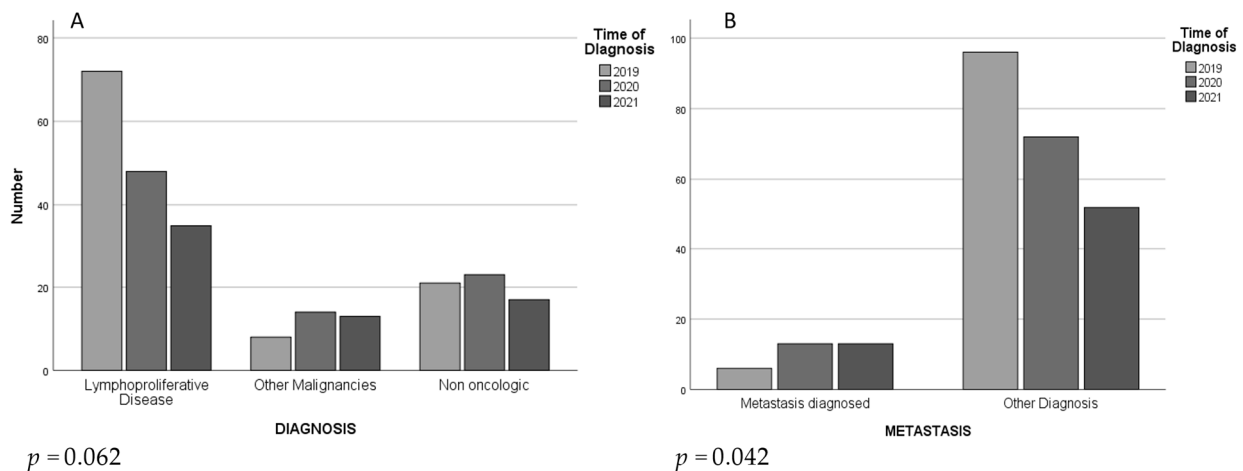 A
Number
80
60
40
20
0
Lymphoproliferative
Disease
Other Malignancies
Non oncologic
DIAGNOSIS
Time of
DIagnosis
2019
2020
2021
p = 0.062
B
100
80
60
40
20
0
Metastasis diagnosed
Other Diagnosis
METASTASIS
Time of
DIagnosis
2019
2020
2021
p = 0.042